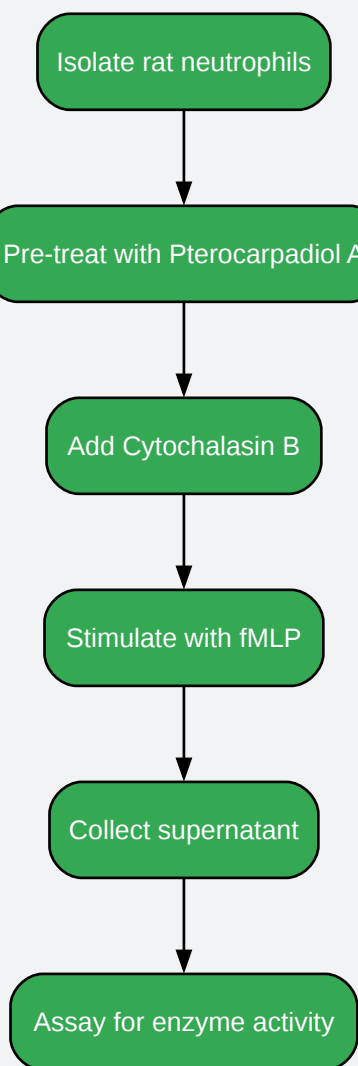 Isolate rat neutrophils
Pre-treat with Pterocarpadiol A
Add Cytochalasin B
Stimulate with fMLP
Collect supernatant
Assay for enzyme activity